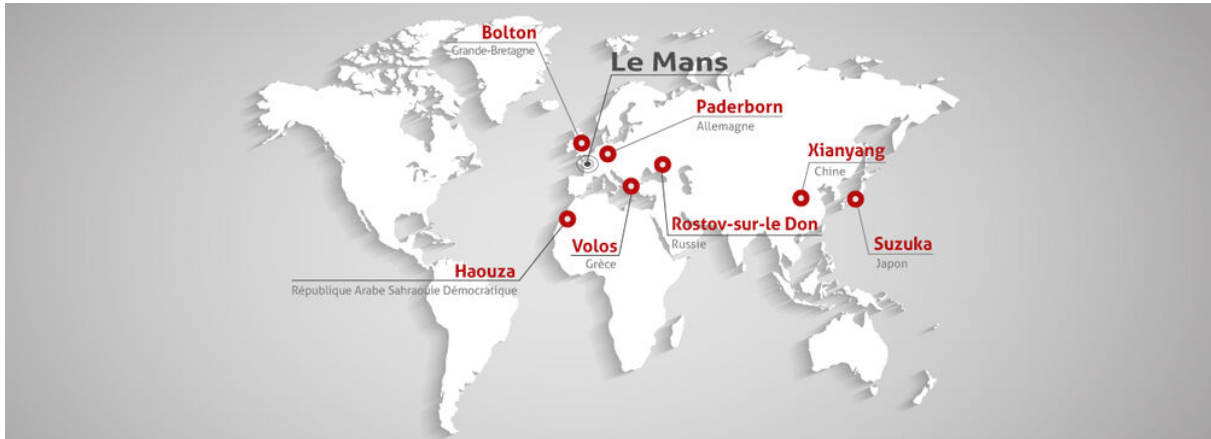 Bolton
Grande-Bretagne
Le Mans
Paderborn
Allemagne
Xianyang
Chine
Rostov-sur-le Don
Russie
Suzuka
Japon
Volos
Grèce
Haouza
République Arabe Sahraouie Démocratique